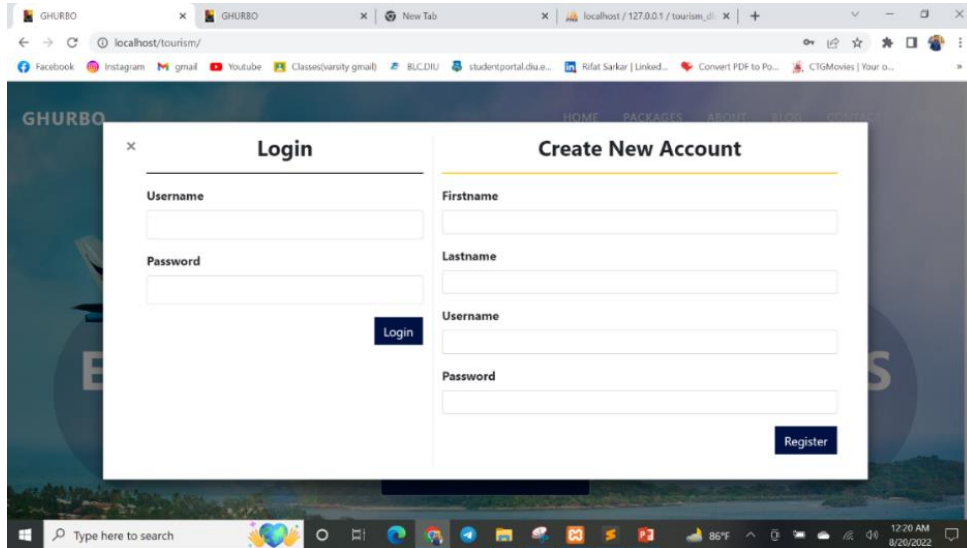 GHURBO
GHURBO
New Tab
localhost / 127.0.0.1 / tourism_d
localhost/tourism/
Facebook
Instagram
gmail
Youtube
Classes(varsity gmail)
BLC.DIU
studentportal.diu.e...
Rifat Sarkar | Linked...
Convert PDF to Po...
CTGMovies | Your o...
GHURBO
HOME PACKAGES ABOUT BLOG
Login
Username
Password
Login
Create New Account
Firstname
Lastname
Username
Password
Register
Type here to search
86°F
12:20 AM
8/20/2022